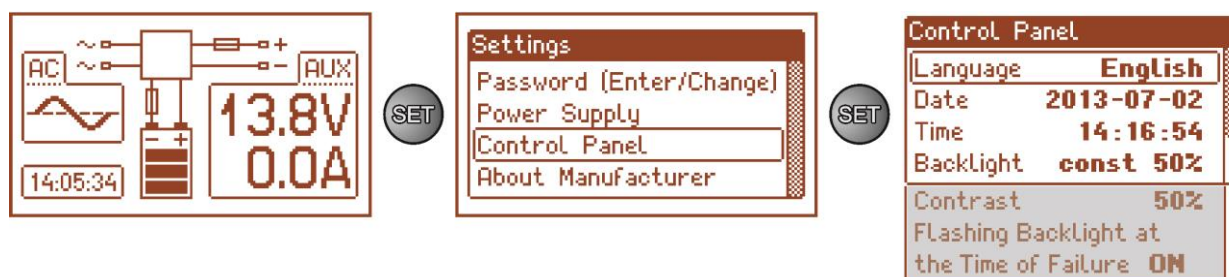 AC
AUX
13.8V
0.0A
14:05:34
SET
Settings
Password (Enter/Change)
Power Supply
Control Panel
About Manufacturer
SET
Control Panel
Language English
Date 2013-07-02
Time 14:16:54
Backlight const 50%
Contrast 50%
Flashing Backlight at
the Time of Failure ON